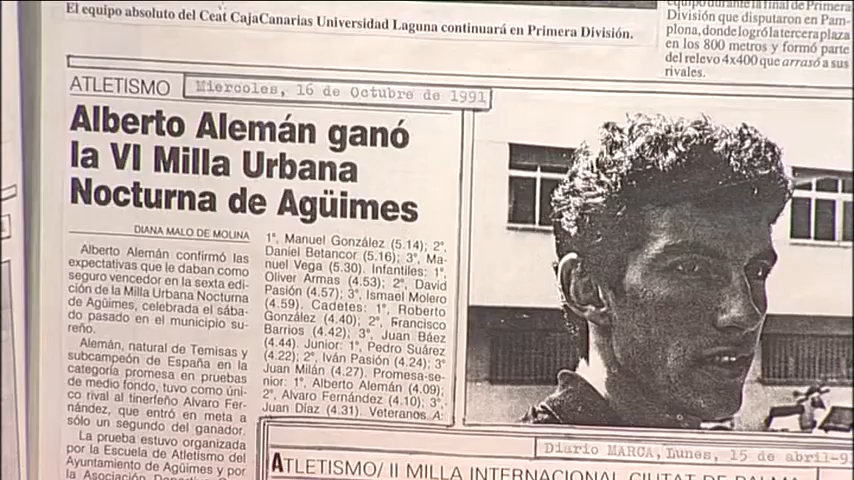 El equipo absoluto del Ceat CajaCanarias Universidad Laguna continuará en Primera División.
equipo durante la final de Primera
División que disputaron en Pam-
plona, donde logró la tercera plaza
en los 800 metros y formó parte
del relevo 4x400 que arrasó a sus
rivales.
ATLETISMO
Miercoles, 16 de Octubre de 1991
Alberto Alemán ganó
la VI Milla Urbana
Nocturna de Agüimes
DIANA MALO DE MOLINA
Alberto Alemán confirmó las
expectativas que le daban como
seguro vencedor en la sexta edi-
ción de la Milla Urbana Nocturna
de Agüimes, celebrada el sába-
do pasado en el municipio su-
reño.
Alemán, natural de Temisas y
subcampeón de España en la
categoría promesa en pruebas
de medio fondo, tuvo como úni-
co rival al tinerfeño Alvaro Fer-
nández, que entró en meta a
sólo un segundo del ganador.
La prueba estuvo organizada
por la Escuela de Atletismo del
Ayuntamiento de Agüimes y por
la Asociación
1º, Manuel González (5.14); 2º,
Daniel Betancor (5.16); 3º, Ma-
nuel Vega (5.30). Infantiles: 1º,
Oliver Armas (4.53); 2º, David
Pasión (4.57); 3º, Ismael Molero
(4.59). Cadetes: 1º, Roberto
González (4.40); 2º, Francisco
Barrios (4.42); 3º, Juan Báez
(4.44). Junior: 1º, Pedro Suárez
(4.22); 2º, Iván Pasión (4.24); 3º
Juan Milán (4.27). Promesa-se-
nior: 1º, Alberto Alemán (4.09);
2º, Alvaro Fernández (4.10); 3º,
Juan Díaz (4.31). Veteranos A:
Diario MARCA, Lunes, 15 de abril-9
ATLETISMO/ II MILLA INTERNACIONAL CIUDAD DE PALMA